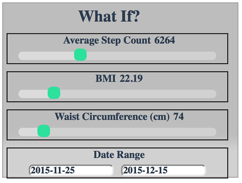 What If?
Average Step Count 6264
BMI 22.19
Waist Circumference (cm) 74
Date Range
2015-11-25 2015-12-15